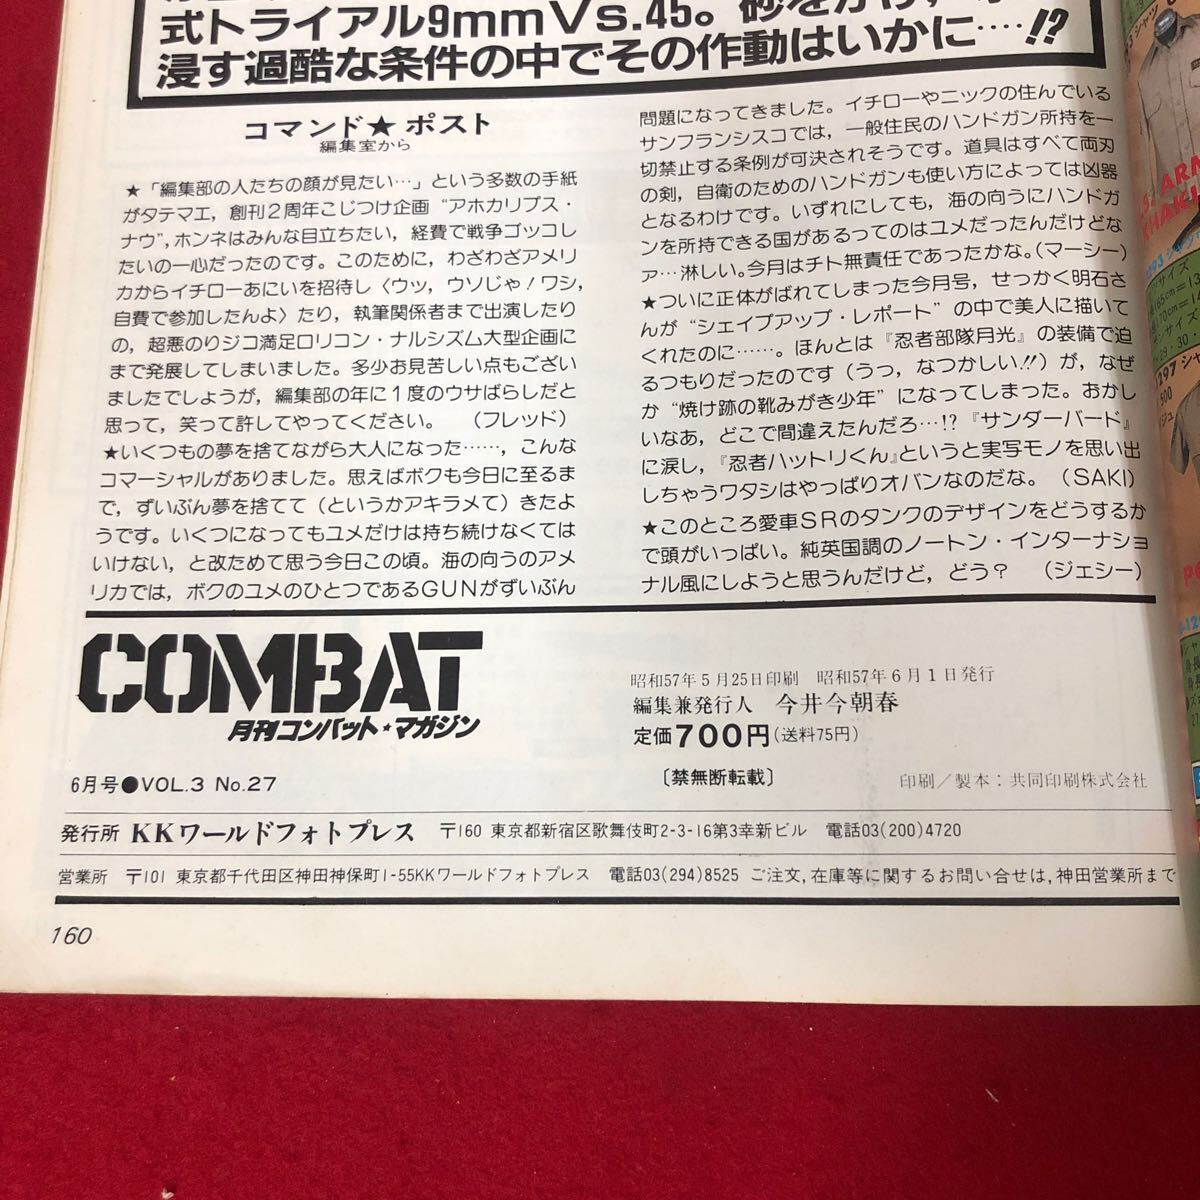 式トライアル9mmVs.45。砂をかけ,
浸す過酷な条件の中でその作動はいかに…!?
コマンド★ポスト
編集室から
★「編集部の人たちの顔が見たい…」という多数の手紙
がタテマエ，創刊2周年こじつけ企画“アホカリプス・
ナウ”,ホンネはみんな目立ちたい，経費で戦争ゴッコし
たいの一心だったのです。このために，わざわざアメリ
カからイチローあにいを招待し〈ウッ，ウソじゃ！ワシ，
自費で参加したんよ〉たり，執筆関係者まで出演したり
の，超悪のりジコ満足ロリコン・ナルシズム大型企画に
まで発展してしまいました。多少お見苦しい点もござい
ましたでしょうが，編集部の年に1度のウサばらしだと
思って，笑って許してやってください。　（フレッド）
★いくつもの夢を捨てながら大人になった……，こんな
コマーシャルがありました。思えばボクも今日に至るま
で，ずいぶん夢を捨てて（というかアキラメて）きたよ
うです。いくつになってもユメだけは持ち続けなくては
いけない，と改ためて思う今日この頃。海の向うのアメ
リカでは，ボクのユメのひとつであるGUNがずいぶん
問題になってきました。イチローやニックの住んでいる
サンフランシスコでは，一般住民のハンドガン所持を一
切禁止する条例が可決されそうです。道具はすべて両刃
の剣，自衛のためのハンドガンも使い方によっては凶器
となるわけです。いずれにしても，海の向うにハンドガ
ンを所持できる国があるってのはユメだったんだけどな
ァ…淋しい。今月はチト無責任であったかな。（マーシー）
★ついに正体がばれてしまった今月号，せっかく明石さ
んが“シェイプアップ・レポート”の中で美人に描いて
くれたのに……。ほんとは『忍者部隊月光』の装備で迫
るつもりだったのです（うっ，なつかしい!!）が，なぜ
か“焼け跡の靴みがき少年”になってしまった。おかし
いなあ，どこで間違えたんだろ…!?『サンダーバード』
に涙し，『忍者ハットリくん』というと実写モノを思い出
しちゃうワタシはやっぱりオバンなのだな。（SAKI）
★このところ愛車SRのタンクのデザインをどうするか
で頭がいっぱい。純英国調のノートン・インターナショ
ナル風にしようと思うんだけど，どう？　（ジェシー）
COMBAT
月刊コンバット★マガジン
6月号●VOL.3 No.27
昭和57年5月25日印刷　昭和57年6月1日発行
編集兼発行人　今井今朝春
定価700円(送料75円)
〔禁無断転載〕
印刷／製本：共同印刷株式会社
発行所 KKワールドフォトプレス　〒160 東京都新宿区歌舞伎町2-3-16第3幸新ビル　電話03(200)4720
営業所　〒101 東京都千代田区神田神保町1-55KKワールドフォトプレス　電話03(294)8525 ご注文,在庫等に関するお問い合せは,神田営業所まで
160